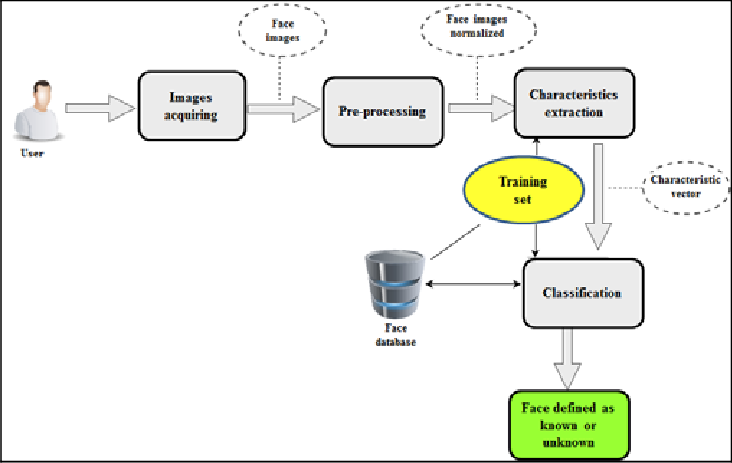 Face
images
Face images
normalized
User
Images
acquiring
Pre-processing
Characteristics
extraction
Training
set
Characteristic
vector
Face
database
Classification
Face defined as
known or
unknown